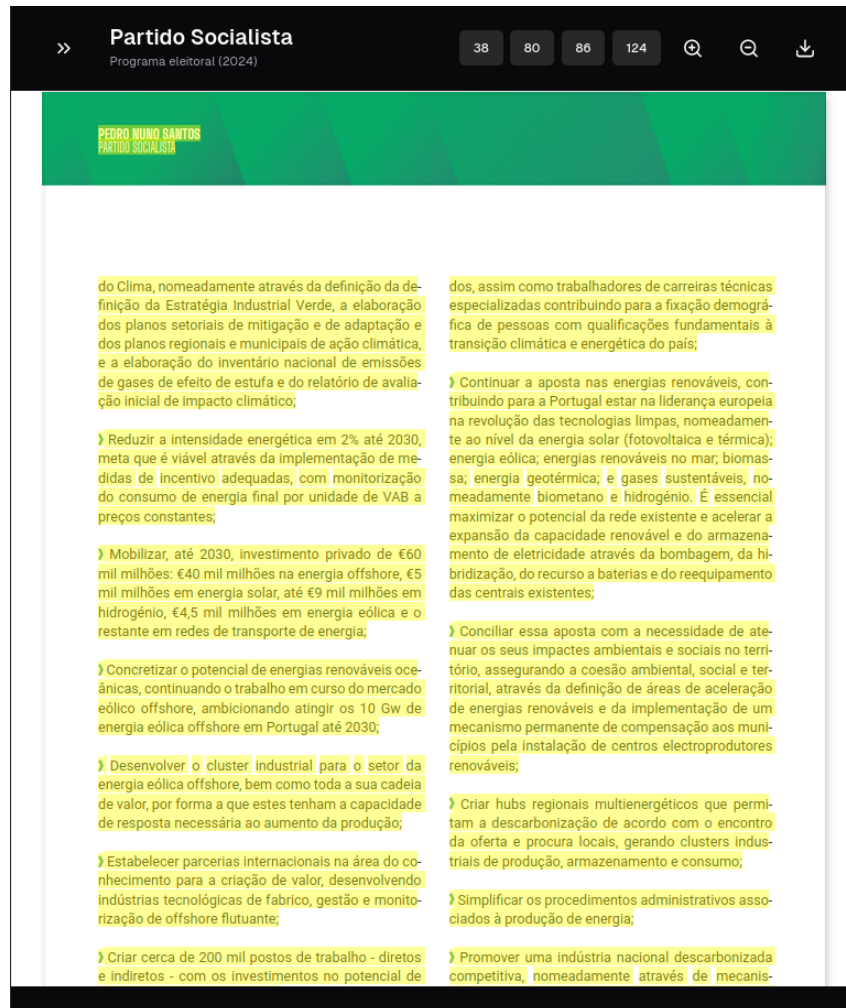 Partido Socialista
Programa eleitoral (2024)
38 80 86 124
PEDRO NUNO SANTOS
PARTIDO SOCIALISTA
do Clima, nomeadamente através da definição da de-
finição da Estratégia Industrial Verde, a elaboração
dos planos setoriais de mitigação e de adaptação e
dos planos regionais e municipais de ação climática,
e a elaboração do inventário nacional de emissões
de gases de efeito de estufa e do relatório de avalia-
ção inicial de impacto climático;
Reduzir a intensidade energética em 2% até 2030,
meta que é viável através da implementação de me-
didas de incentivo adequadas, com monitorização
do consumo de energia final por unidade de VAB a
preços constantes;
Mobilizar, até 2030, investimento privado de €60
mil milhões: €40 mil milhões na energia offshore, €5
mil milhões em energia solar, até €9 mil milhões em
hidrogénio, €4,5 mil milhões em energia eólica e o
restante em redes de transporte de energia;
Concretizar o potencial de energias renováveis oce-
ânicas, continuando o trabalho em curso do mercado
eólico offshore, ambicionando atingir os 10 Gw de
energia eólica offshore em Portugal até 2030;
Desenvolver o cluster industrial para o setor da
energia eólica offshore, bem como toda a sua cadeia
de valor, por forma a que estes tenham a capacidade
de resposta necessária ao aumento da produção;
Estabelecer parcerias internacionais na área do co-
nhecimento para a criação de valor, desenvolvendo
indústrias tecnológicas de fabrico, gestão e monito-
rização de offshore flutuante;
Criar cerca de 200 mil postos de trabalho - diretos
e indiretos - com os investimentos no potencial de
dos, assim como trabalhadores de carreiras técnicas
especializadas contribuindo para a fixação demográ-
fica de pessoas com qualificações fundamentais à
transição climática e energética do país;
Continuar a aposta nas energias renováveis, con-
tribuindo para a Portugal estar na liderança europeia
na revolução das tecnologias limpas, nomeadamen-
te ao nível da energia solar (fotovoltaica e térmica);
energia eólica; energias renováveis no mar; biomas-
sa; energia geotérmica; e gases sustentáveis, no-
meadamente biometano e hidrogénio. É essencial
maximizar o potencial da rede existente e acelerar a
expansão da capacidade renovável e do armazena-
mento de eletricidade através da bombagem, da hi-
bridização, do recurso a baterias e do reequipamento
das centrais existentes;
Conciliar essa aposta com a necessidade de ate-
nuar os seus impactes ambientais e sociais no terri-
tório, assegurando a coesão ambiental, social e ter-
ritorial, através da definição de áreas de aceleração
de energias renováveis e da implementação de um
mecanismo permanente de compensação aos muni-
cípios pela instalação de centros electroprodutores
renováveis;
Criar hubs regionais multienergéticos que permi-
tam a descarbonização de acordo com o encontro
da oferta e procura locais, gerando clusters indus-
triais de produção, armazenamento e consumo;
Simplificar os procedimentos administrativos asso-
ciados à produção de energia;
Promover uma indústria nacional descarbonizada
competitiva, nomeadamente através de mecanis-